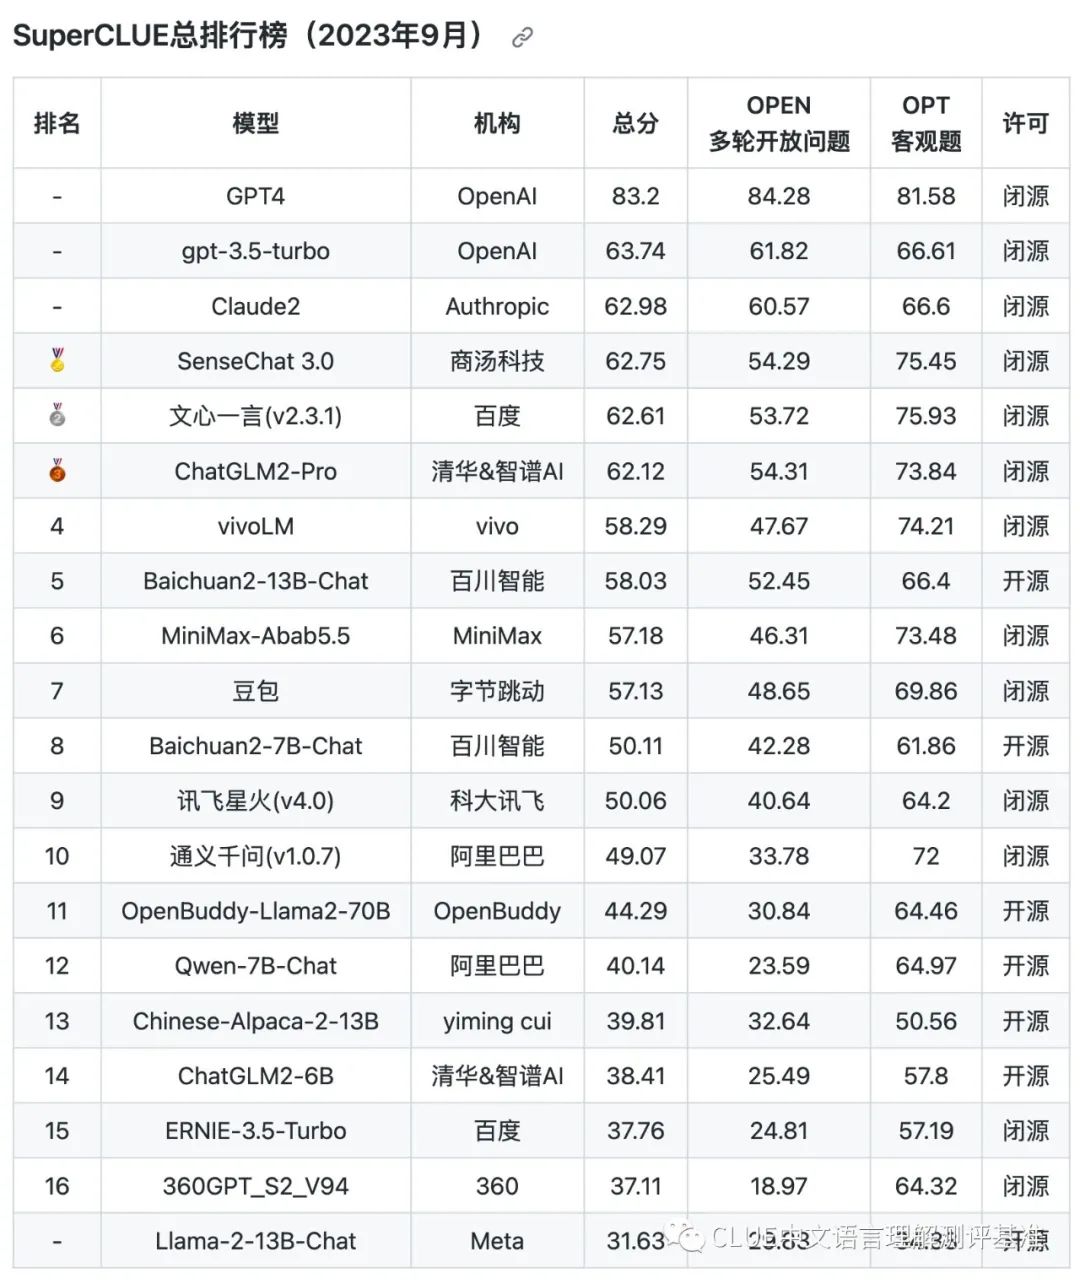 SuperCLUE总排行榜（2023年9月）
排名 模型 机构 总分 OPEN 多轮开放问题 OPT 客观题 许可
- GPT4 OpenAI 83.2 84.28 81.58 闭源
- gpt-3.5-turbo OpenAI 63.74 61.82 66.61 闭源
- Claude2 Authropic 62.98 60.57 66.6 闭源
SenseChat 3.0 商汤科技 62.75 54.29 75.45 闭源
2 文心一言(v2.3.1) 百度 62.61 53.72 75.93 闭源
3 ChatGLM2-Pro 清华&智谱AI 62.12 54.31 73.84 闭源
4 vivoLM vivo 58.29 47.67 74.21 闭源
5 Baichuan2-13B-Chat 百川智能 58.03 52.45 66.4 开源
6 MiniMax-Abab5.5 MiniMax 57.18 46.31 73.48 闭源
7 豆包 字节跳动 57.13 48.65 69.86 闭源
8 Baichuan2-7B-Chat 百川智能 50.11 42.28 61.86 开源
9 讯飞星火(v4.0) 科大讯飞 50.06 40.64 64.2 闭源
10 通义千问(v1.0.7) 阿里巴巴 49.07 33.78 72 闭源
11 OpenBuddy-Llama2-70B OpenBuddy 44.29 30.84 64.46 开源
12 Qwen-7B-Chat 阿里巴巴 40.14 23.59 64.97 开源
13 Chinese-Alpaca-2-13B yiming cui 39.81 32.64 50.56 开源
14 ChatGLM2-6B 清华&智谱AI 38.41 25.49 57.8 开源
15 ERNIE-3.5-Turbo 百度 37.76 24.81 57.19 闭源
16 360GPT_S2_V94 360 37.11 18.97 64.32 闭源
- Llama-2-13B-Chat Meta 31.63 开源
CLUE中文语言理解测评基准